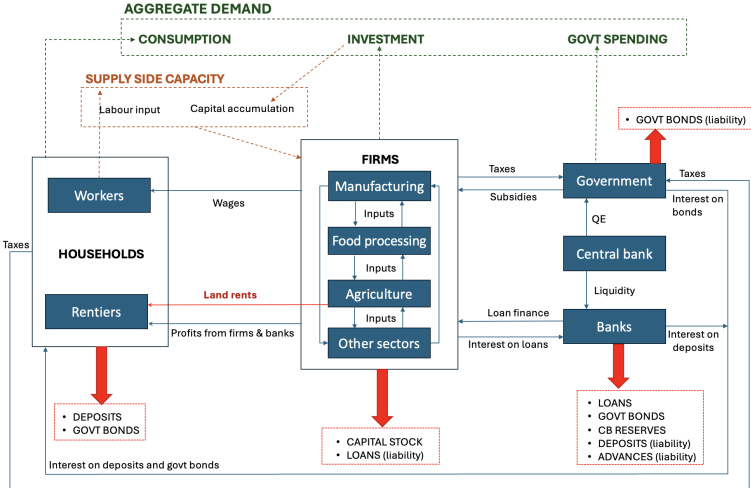 AGGREGATE DEMAND
CONSUMPTION
INVESTMENT
GOVT SPENDING
SUPPLY SIDE CAPACITY
Labour input
Capital accumulation
• GOVT BONDS (liability)
FIRMS
Manufacturing
Inputs
Food processing
Inputs
Agriculture
Inputs
Other sectors
Workers
HOUSEHOLDS
Rentiers
Wages
Land rents
Profits from firms & banks
Taxes
Taxes
Subsidies
Government
Taxes
Interest on
bonds
QE
Central bank
Liquidity
Loan finance
Banks
Interest on loans
Interest on
deposits
• DEPOSITS
• GOVT BONDS
• CAPITAL STOCK
• LOANS (liability)
• LOANS
• GOVT BONDS
• CB RESERVES
• DEPOSITS (liability)
• ADVANCES (liability)
Interest on deposits and govt bonds